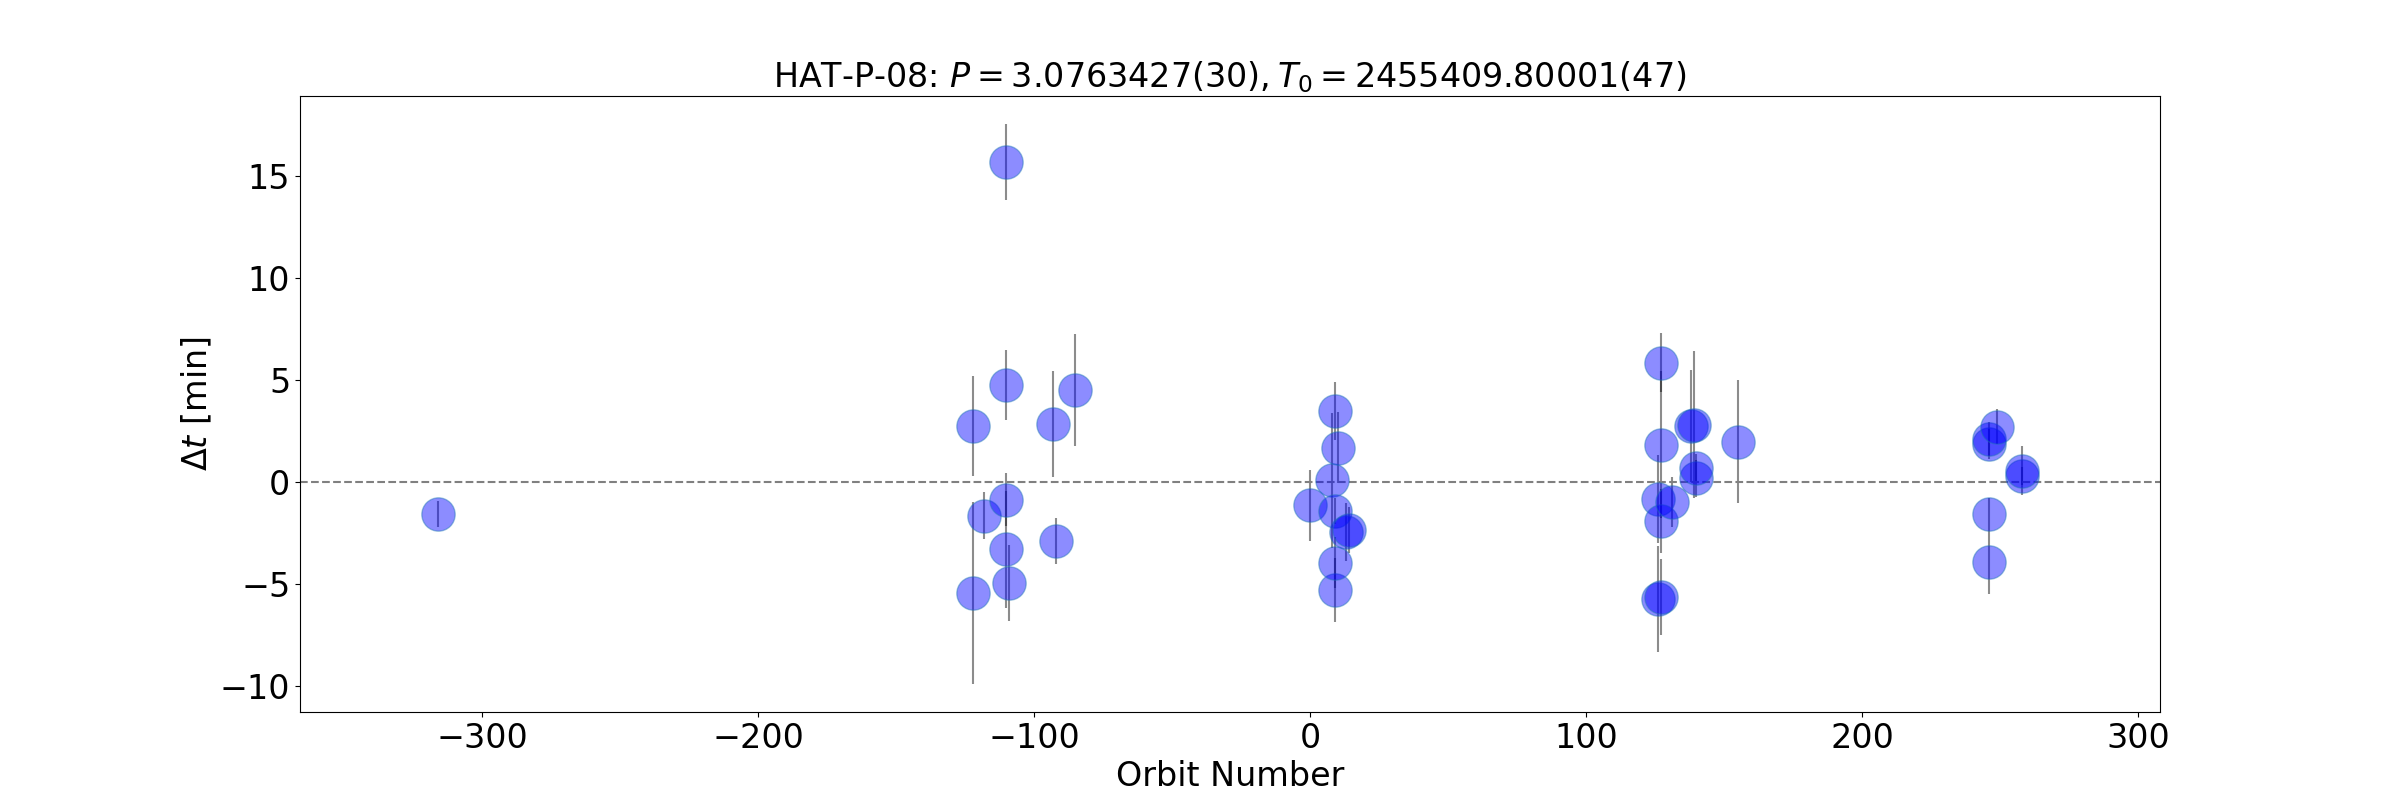 HAT-P-08: P = 3.0763427(30), T₀ = 2455409.80001(47)
Δt [min]
15
10
5
0
−5
−10
−300 −200 −100 0 100 200 300
Orbit Number